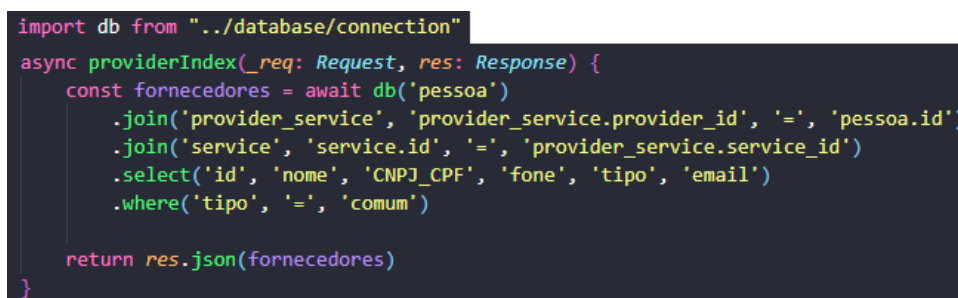 import db from "../database/connection"
async providerIndex(_req: Request, res: Response) {
const fornecedores = await db('pessoa')
.join('provider_service', 'provider_service.provider_id', '=', 'pessoa.id')
.join('service', 'service.id', '=', 'provider_service.service_id')
.select('id', 'nome', 'CNPJ_CPF', 'fone', 'tipo', 'email')
.where('tipo', '=', 'comum')
return res.json(fornecedores)
}